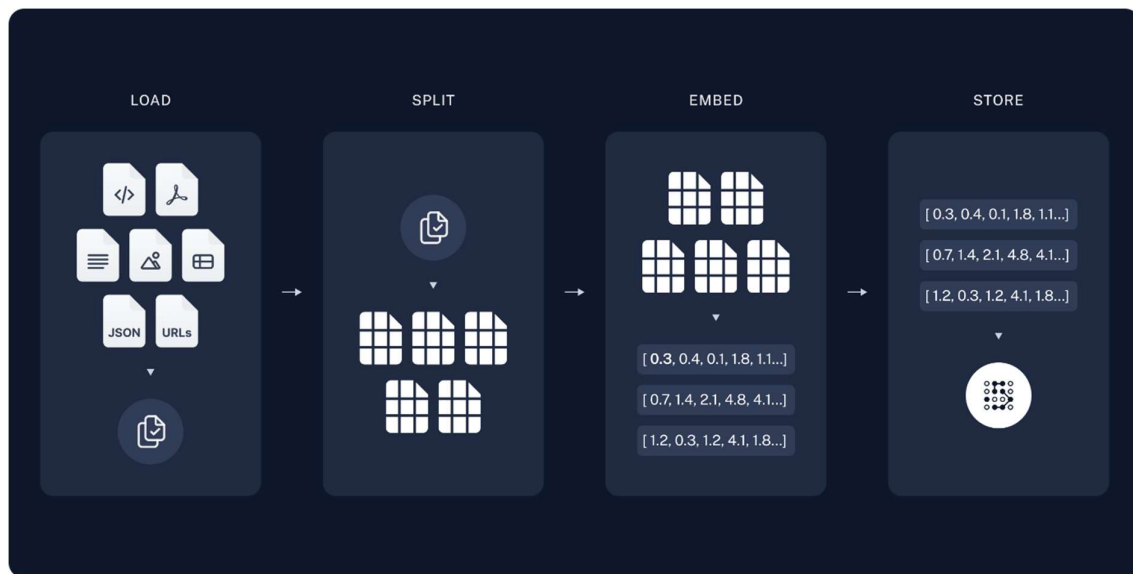 LOAD
SPLIT
EMBED
STORE
</>
JSON
URLs
[ 0.3, 0.4, 0.1, 1.8, 1.1...]
[ 0.7, 1.4, 2.1, 4.8, 4.1...]
[ 1.2, 0.3, 1.2, 4.1, 1.8...]
[ 0.3, 0.4, 0.1, 1.8, 1.1...]
[ 0.7, 1.4, 2.1, 4.8, 4.1...]
[ 1.2, 0.3, 1.2, 4.1, 1.8...]